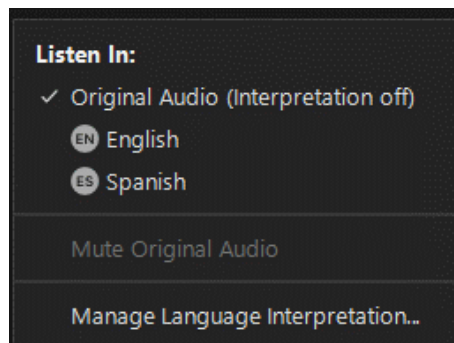 Listen In:
✓ Original Audio (Interpretation off)
EN English
ES Spanish
Mute Original Audio
Manage Language Interpretation...